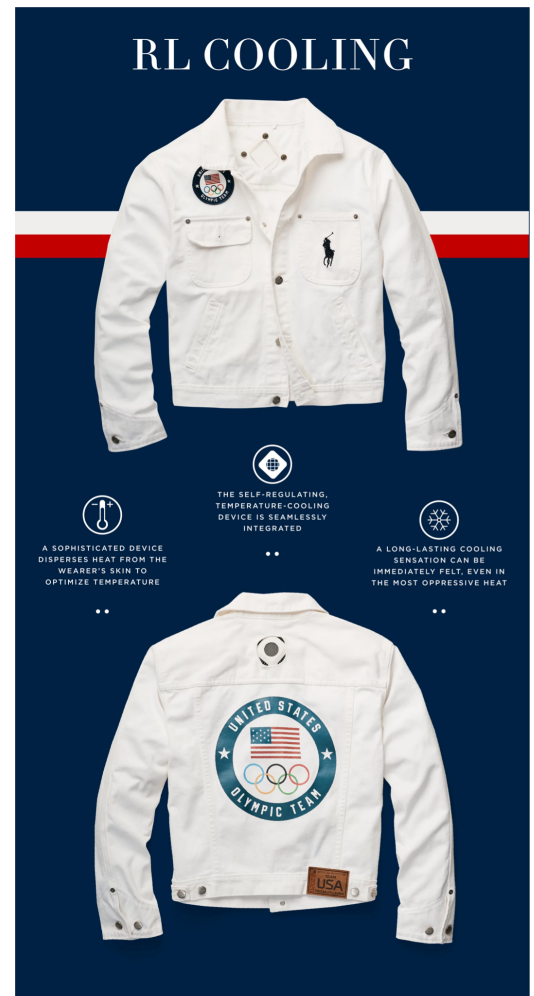 RL COOLING
OLYMPIC TEAM
THE SELF-REGULATING,
TEMPERATURE-COOLING
DEVICE IS SEAMLESSLY
INTEGRATED
A SOPHISTICATED DEVICE
DISPERSES HEAT FROM THE
WEARER'S SKIN TO
OPTIMIZE TEMPERATURE
A LONG-LASTING COOLING
SENSATION CAN BE
IMMEDIATELY FELT, EVEN IN
THE MOST OPPRESSIVE HEAT
UNITED STATES
OLYMPIC TEAM
USA